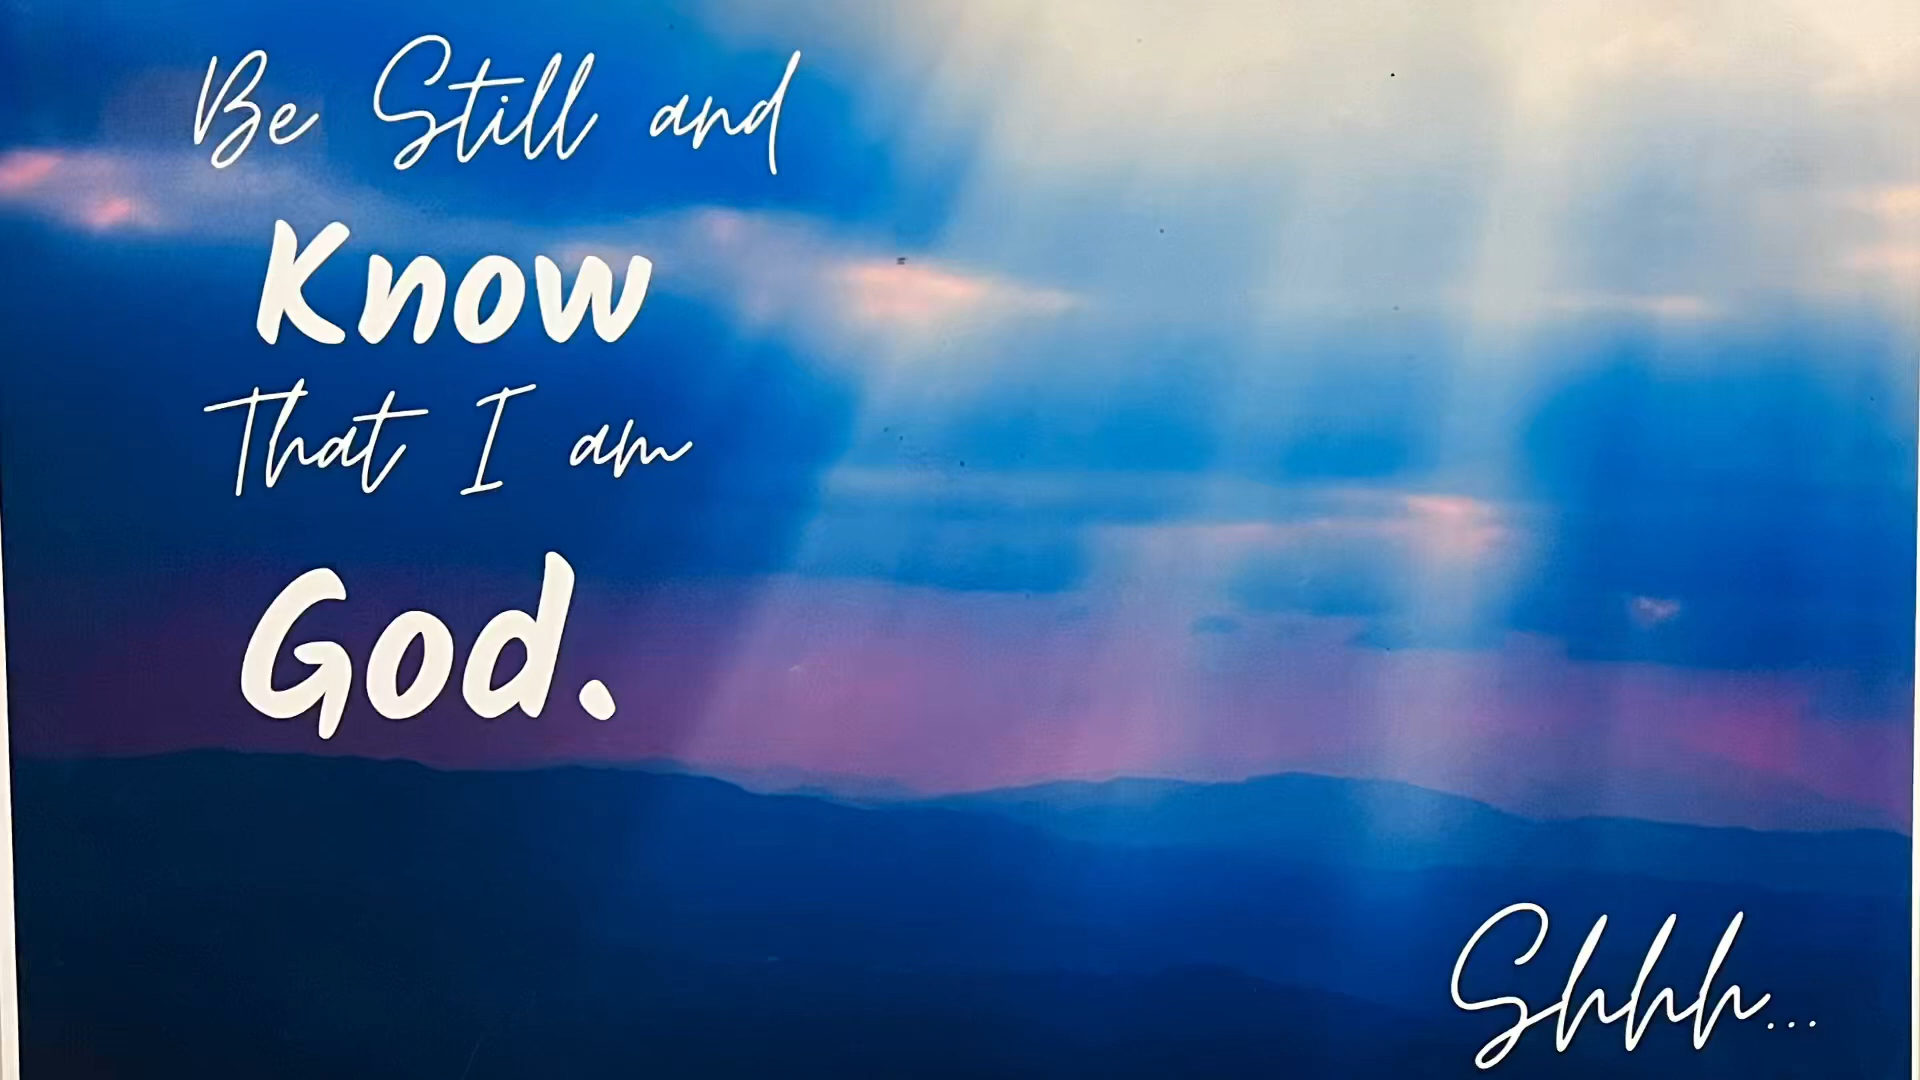 Be Still and
Know
That I am
God.
Shhh...